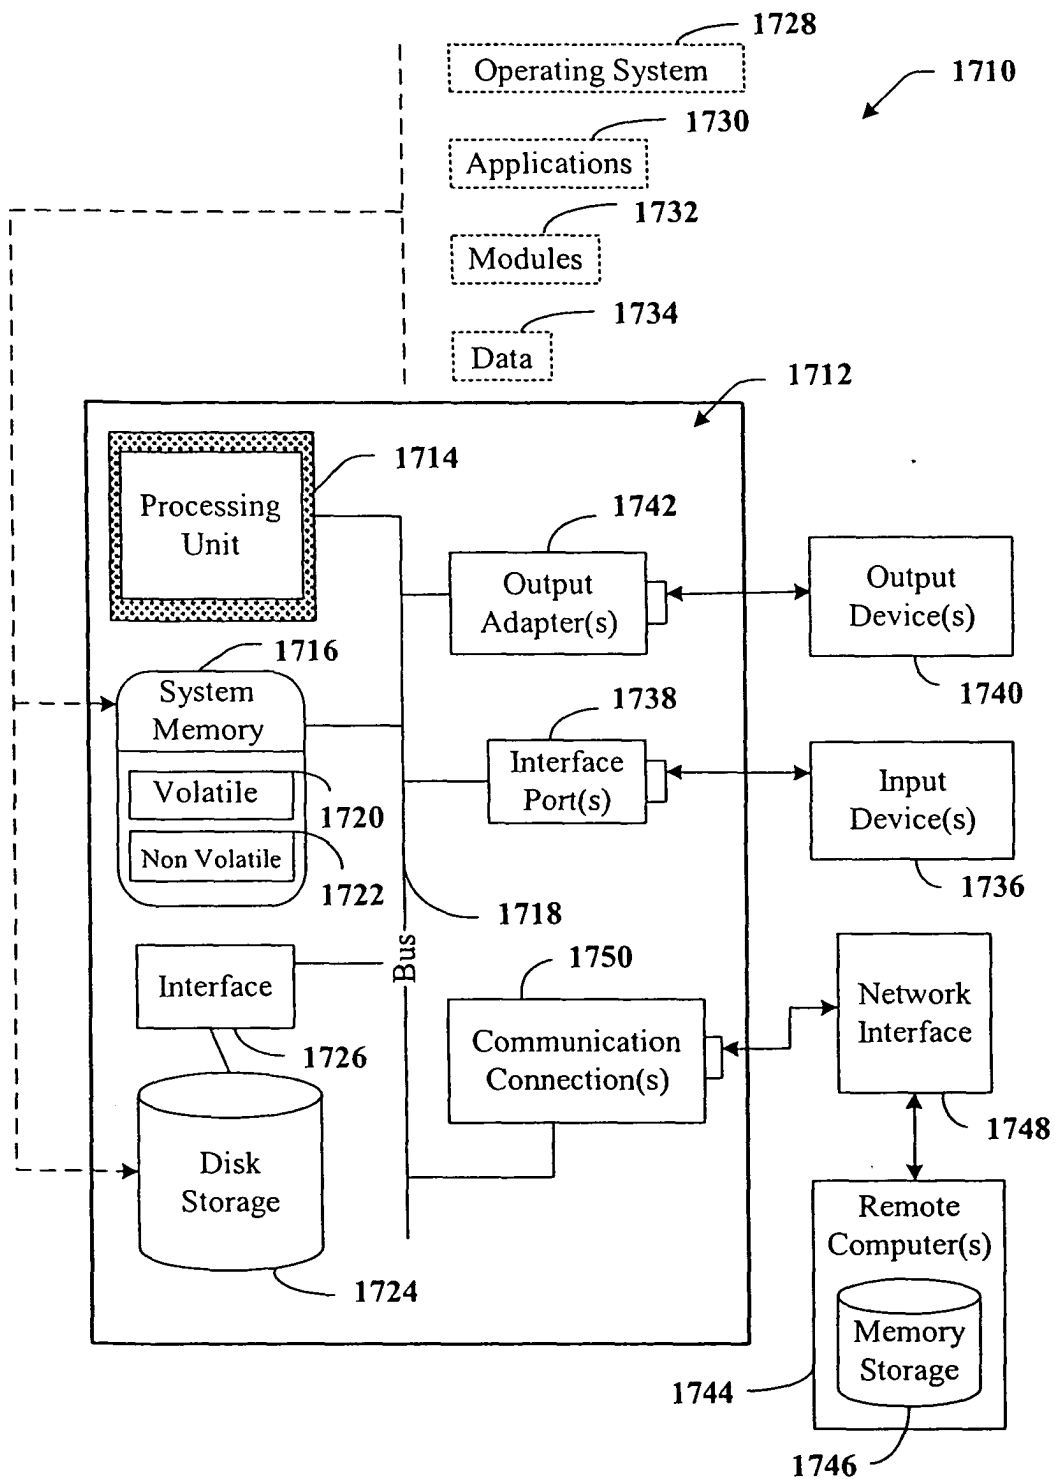 1728
Operating System
1710
1730
Applications
1732
Modules
1734
Data
1712
1714
Processing
Unit
1742
Output
Adapter(s)
Output
Device(s)
1740
1716
System
Memory
Volatile
1720
Non Volatile
1722
1738
Interface
Port(s)
Input
Device(s)
1736
1718
Bus
Interface
1726
1750
Communication
Connection(s)
Network
Interface
1748
Disk
Storage
1724
Remote
Computer(s)
Memory
Storage
1744
1746